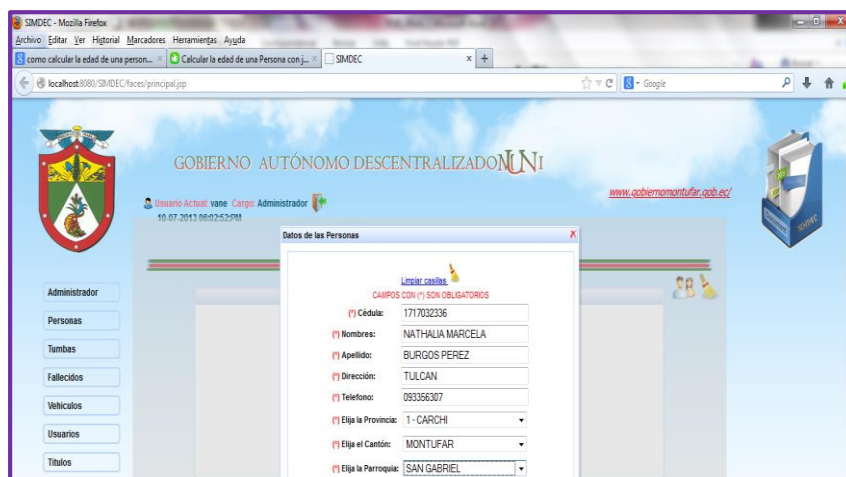 SIMDEC - Mozilla Firefox
Archivo Editar Ver Historial Marcadores Herramientas Ayuda
como calcular la edad de una person... × Calcular la edad de una Persona con j... × SIMDEC × +
localhost:8080/SIMDEC/faces/principal.jsp Google
GOBIERNO AUTÓNOMO DESCENTRALIZADO
Usuario Actual: vane Cargo: Administrador
10-07-2013 06:02:52:PM
www.gobiernomontufar.gob.ec/
SIMDEC
Datos de las Personas X
Limpiar casillas
CAMPOS CON (*) SON OBLIGATORIOS
(*) Cédula: 1717032336
(*) Nombres: NATHALIA MARCELA
(*) Apellido: BURGOS PEREZ
(*) Dirección: TULCAN
(*) Telefono: 093356307
(*) Elija la Provincia: 1 - CARCHI
(*) Elija el Cantón: MONTUFAR
(*) Elija la Parroquia: SAN GABRIEL
Administrador
Personas
Tumbas
Fallecidos
Vehiculos
Usuarios
Titulos